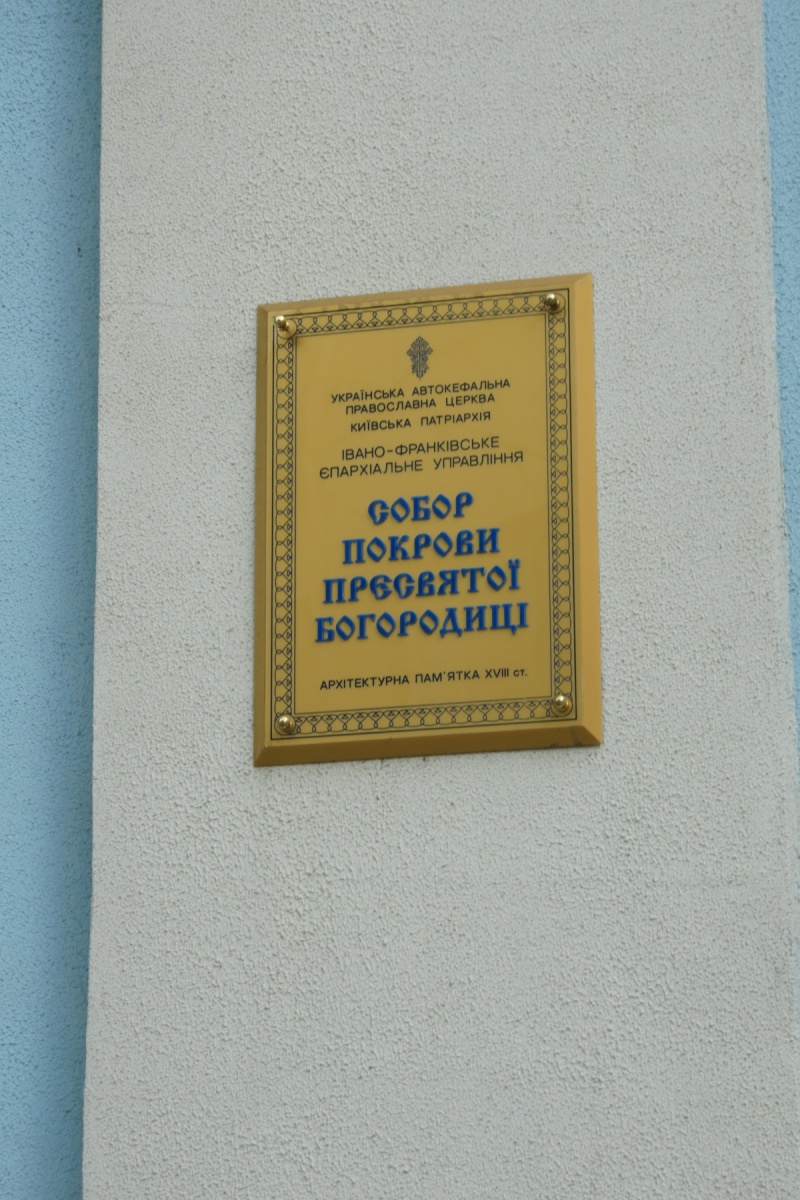 УКРАЇНСЬКА АВТОКЕФАЛЬНА
ПРАВОСЛАВНА ЦЕРКВА
КИЇВСЬКА ПАТРІАРХІЯ
ІВАНО-ФРАНКІВСЬКЕ
ЄПАРХІАЛЬНЕ УПРАВЛІННЯ
СОБОР
ПОКРОВИ
ПРЕСВЯТОЇ
БОГОРОДИЦІ
АРХІТЕКТУРНА ПАМ'ЯТКА XVIII ст.